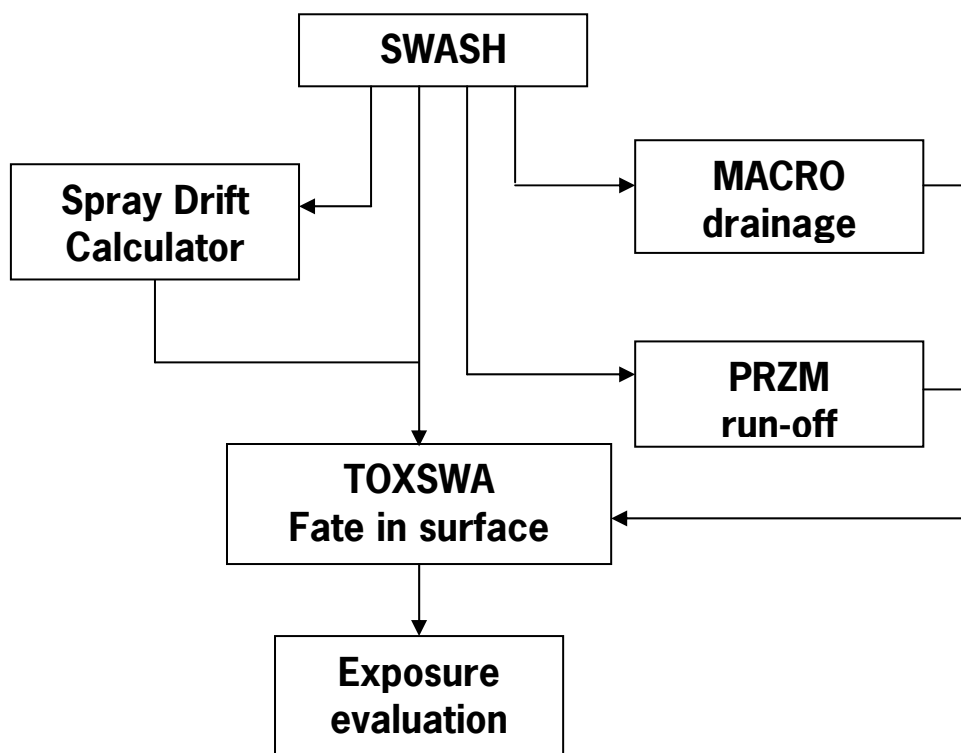 SWASH
Spray Drift
Calculator
MACRO
drainage
PRZM
run-off
TOXSWA
Fate in surface
Exposure
evaluation